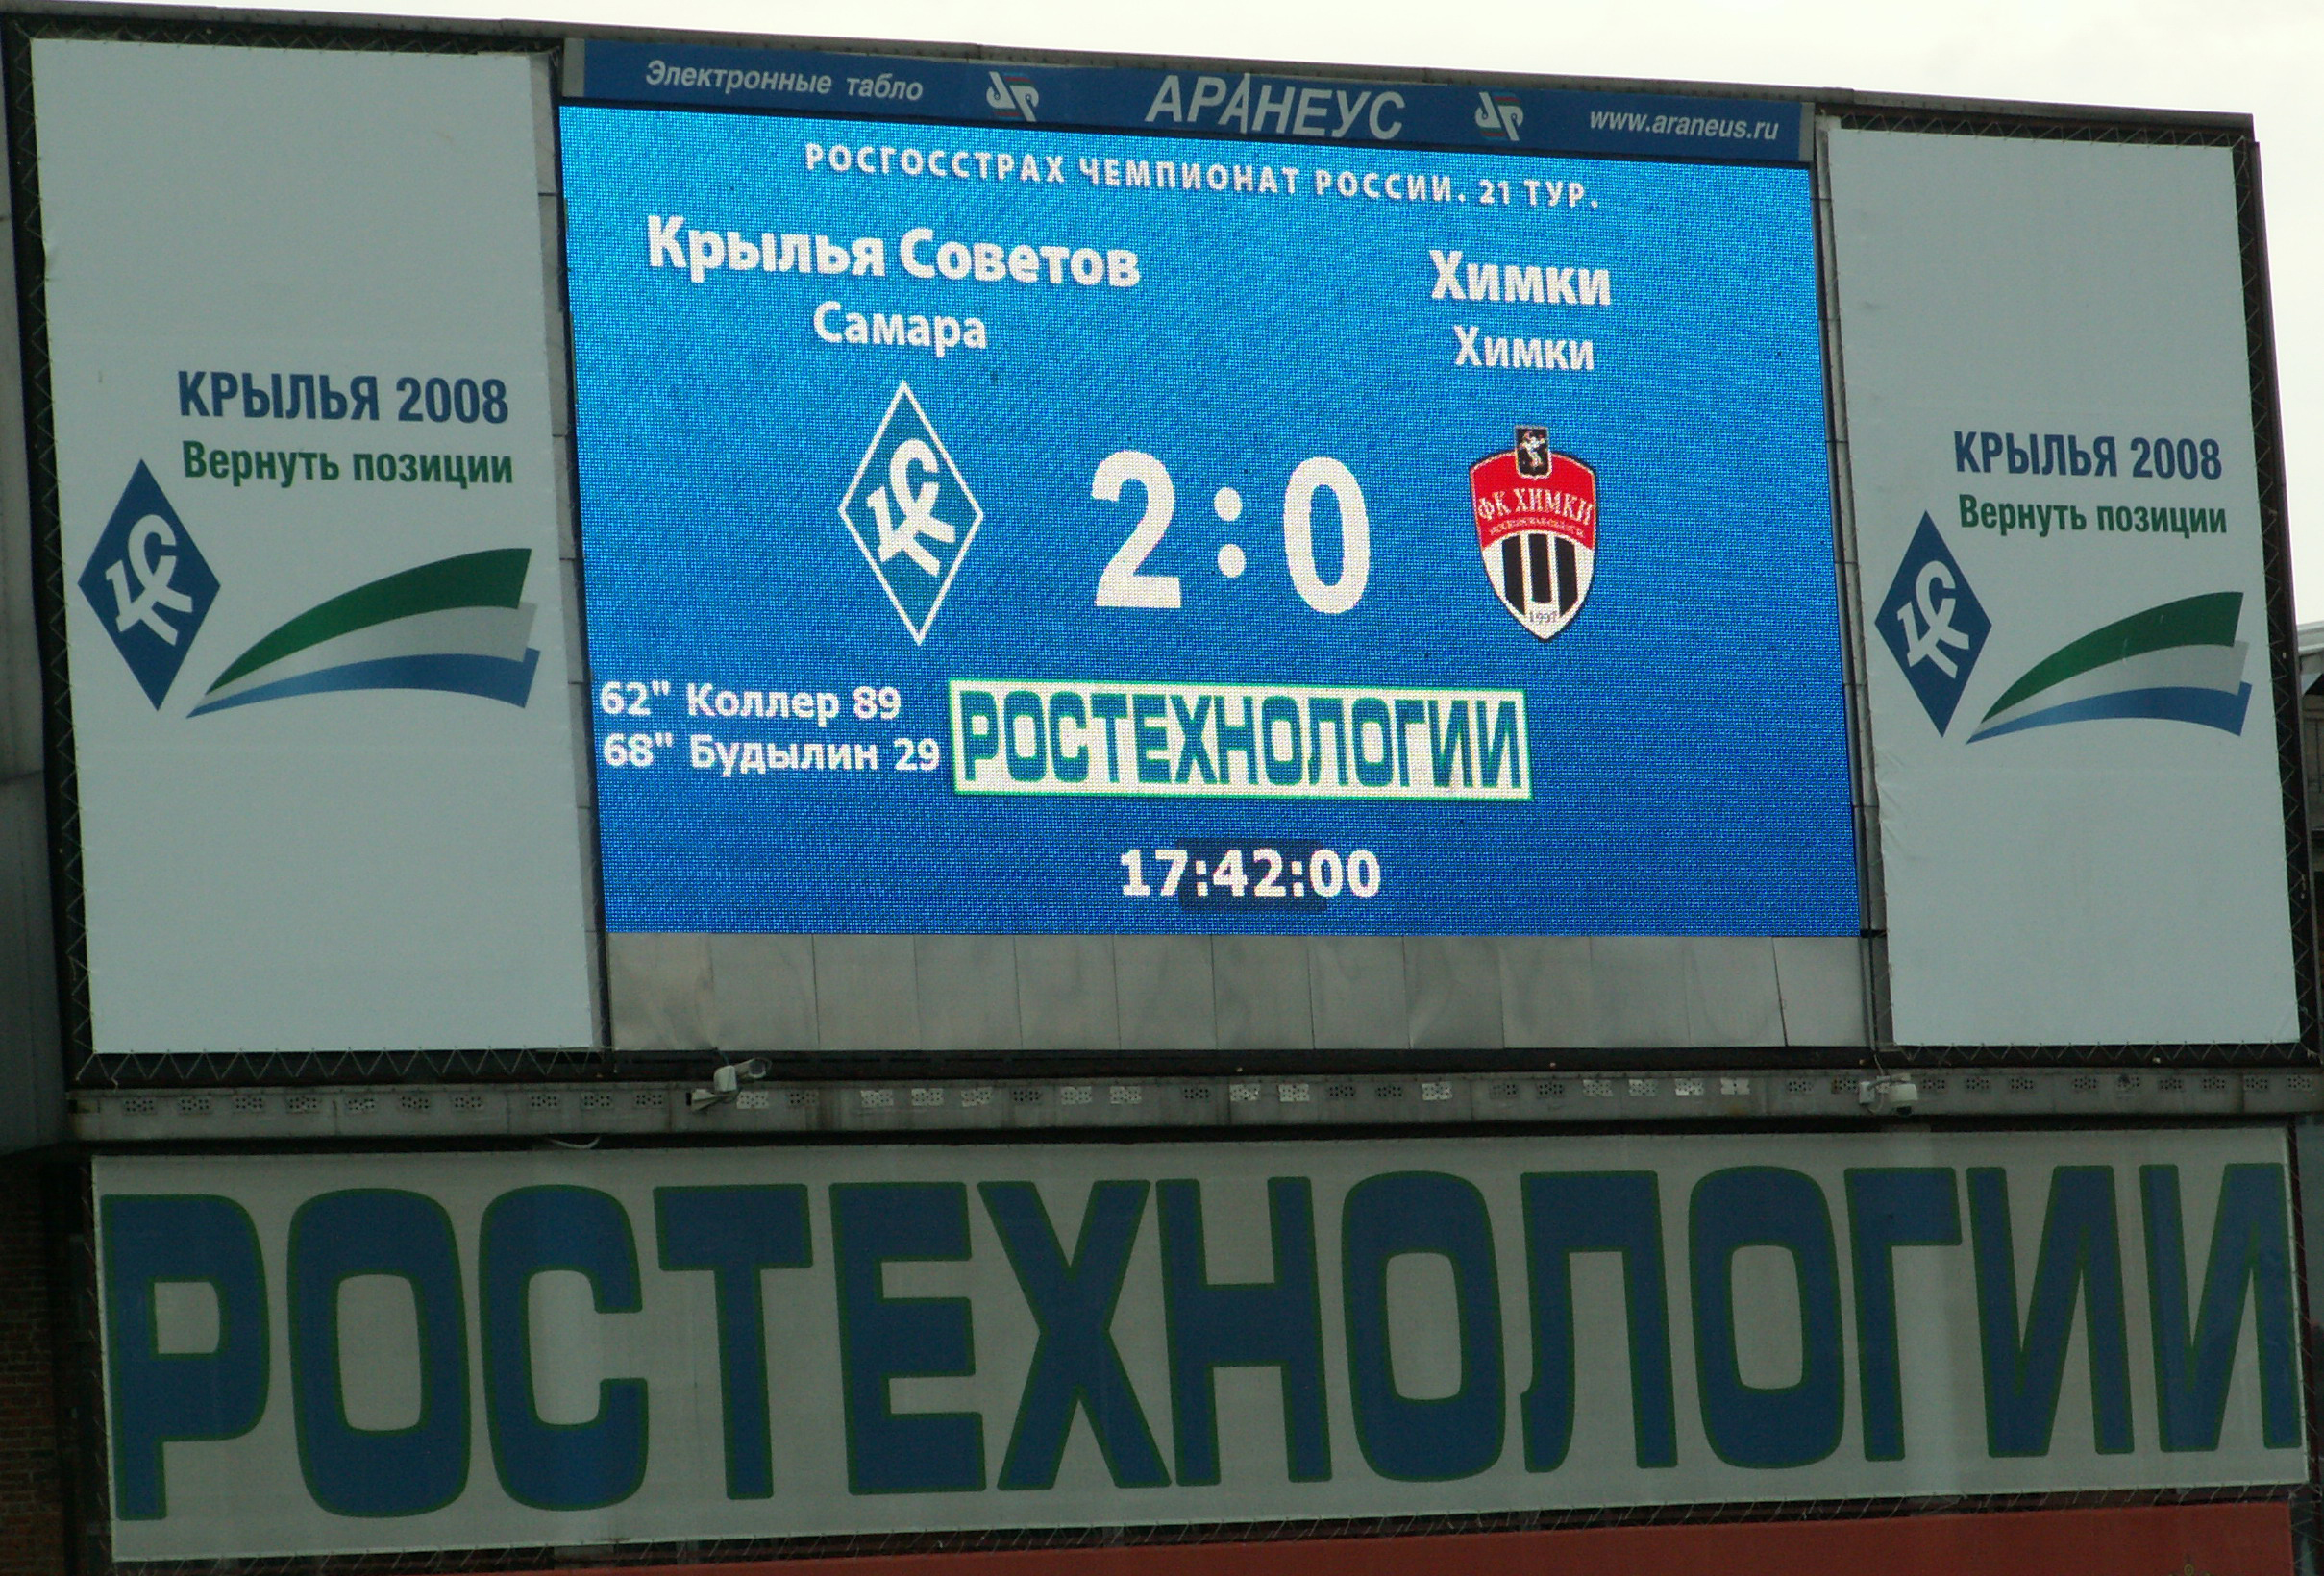 Электронные табло АРАНЕУС www.araneus.ru
РОСГОССТРАХ ЧЕМПИОНАТ РОССИИ. 21 ТУР.
Крылья Советов
Самара
Химки
Химки
2:0
ФК ХИМКИ
1997
62" Коллер 89
68" Будылин 29
РОСТЕХНОЛОГИИ
17:42:00
КРЫЛЬЯ 2008
Вернуть позиции
КРЫЛЬЯ 2008
Вернуть позиции
РОСТЕХНОЛОГИИ